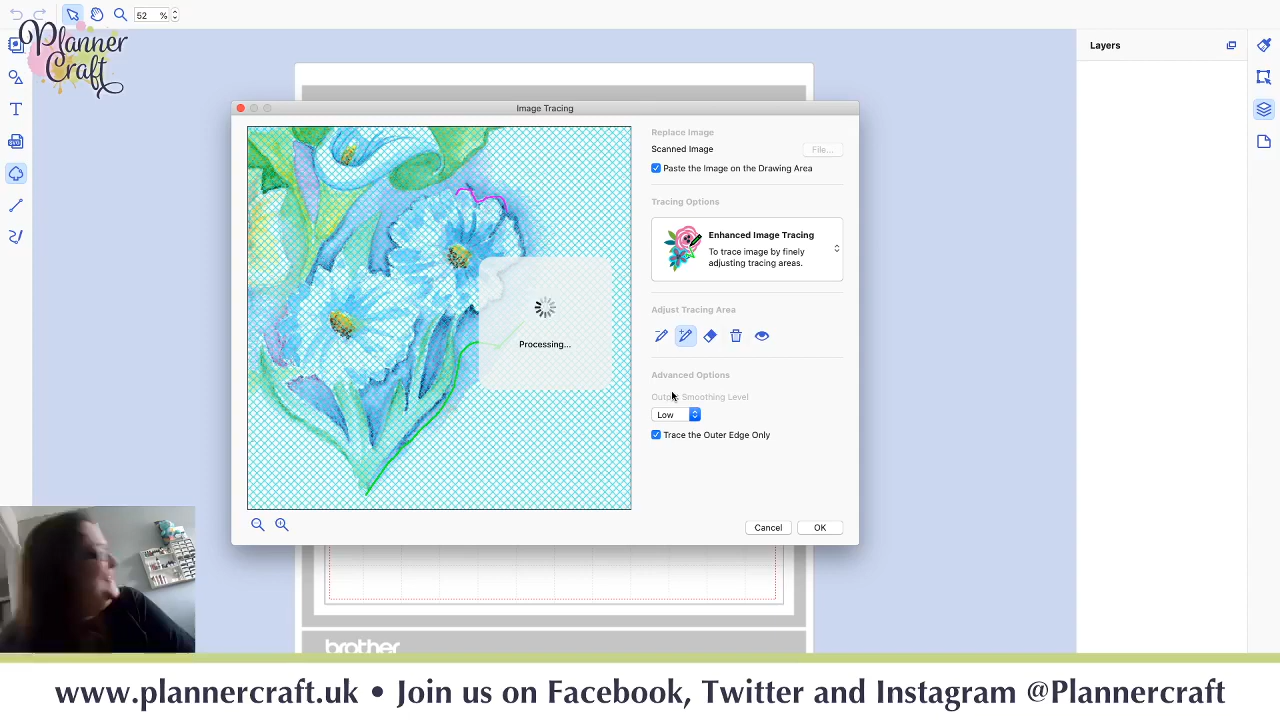 52 %
Planner
Craft
Layers
Image Tracing
Replace Image
Scanned Image
File...
Paste the Image on the Drawing Area
Tracing Options
Enhanced Image Tracing
To trace image by finely
adjusting tracing areas.
Adjust Tracing Area
Processing...
Advanced Options
Output Smoothing Level
Low
Trace the Outer Edge Only
Cancel
OK
brother
www.plannercraft.uk • Join us on Facebook, Twitter and Instagram @Plannercraft